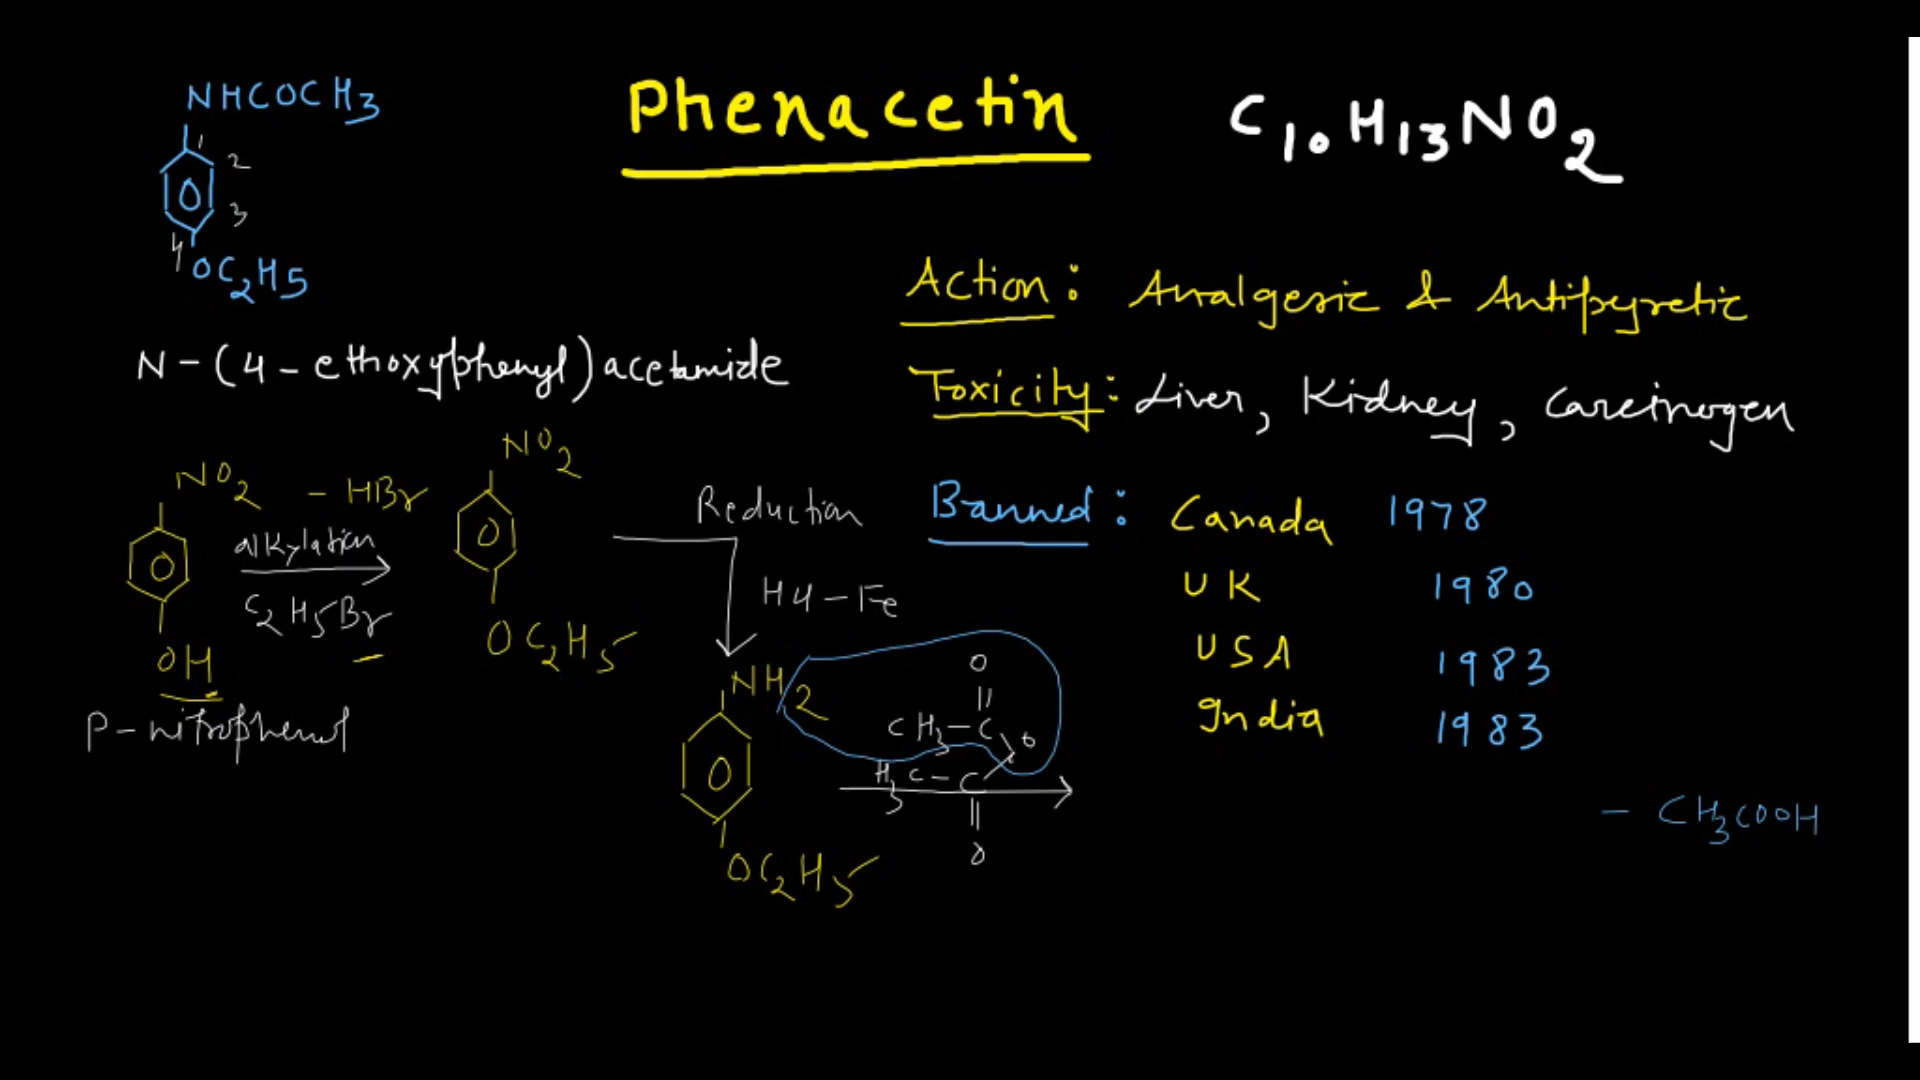 Phenacetin
C10H13NO2
NHCOCH3
1
2
3
4
OC2H5
N-(4-ethoxyphenyl)acetamide
Action: Analgesic & Antipyretic
Toxicity: Liver, Kidney, Carcinogen
Banned: Canada 1978
UK 1980
USA 1983
India 1983
NO2
OH
P-nitrophenol
- HBr
alkylation
C2H5Br
NO2
OC2H5
Reduction
H4-Fe
NH2
OC2H5
O
CH3-C
O
H3C-C
O
- CH3COOH